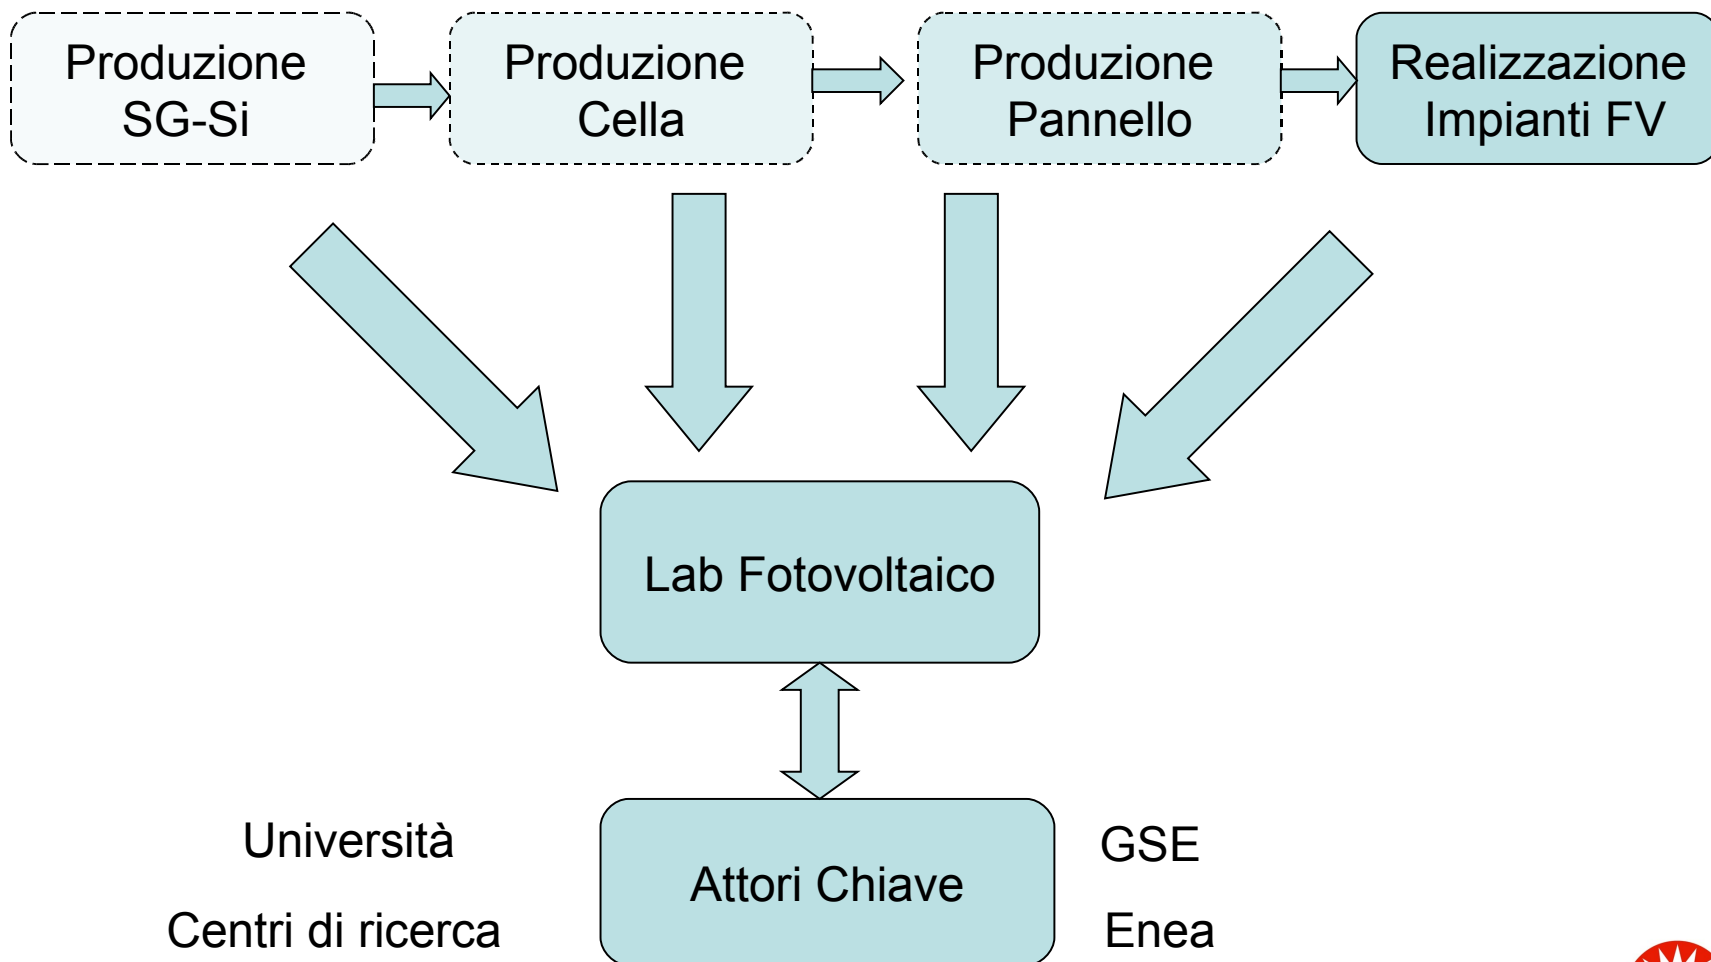 Produzione
SG-Si
Produzione
Cella
Produzione
Pannello
Realizzazione
Impianti FV
Lab Fotovoltaico
Università
Centri di ricerca
Attori Chiave
GSE
Enea